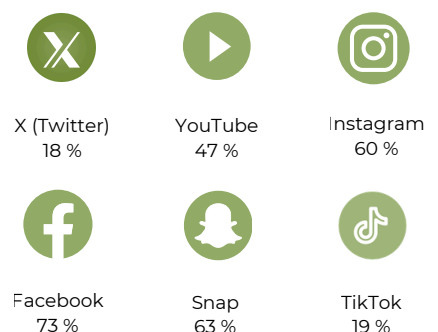 X (Twitter)
18 %
YouTube
47 %
Instagram
60 %
Facebook
73 %
Snap
63 %
TikTok
19 %